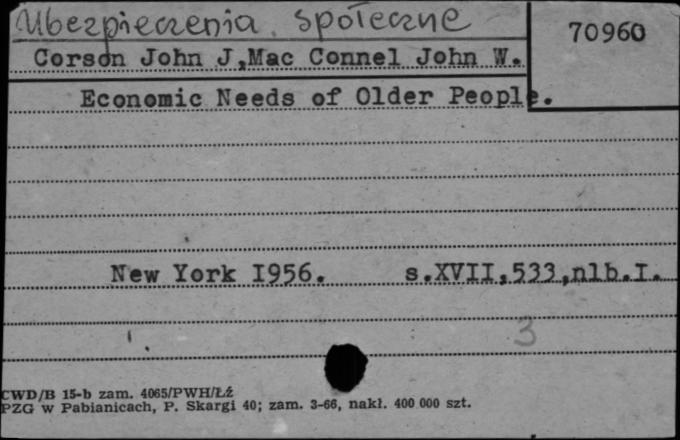 Ubezpieczenia społeczne
70960
Corson John J,Mac Connel John W.
Economic Needs of Older People.
New York I956. s.XVII,533,nlb.I.
3
CWD/B 15-b zam. 4065/PWH/Łź
PZG w Pabianicach, P. Skargi 40; zam. 3-66, nakł. 400 000 szt.